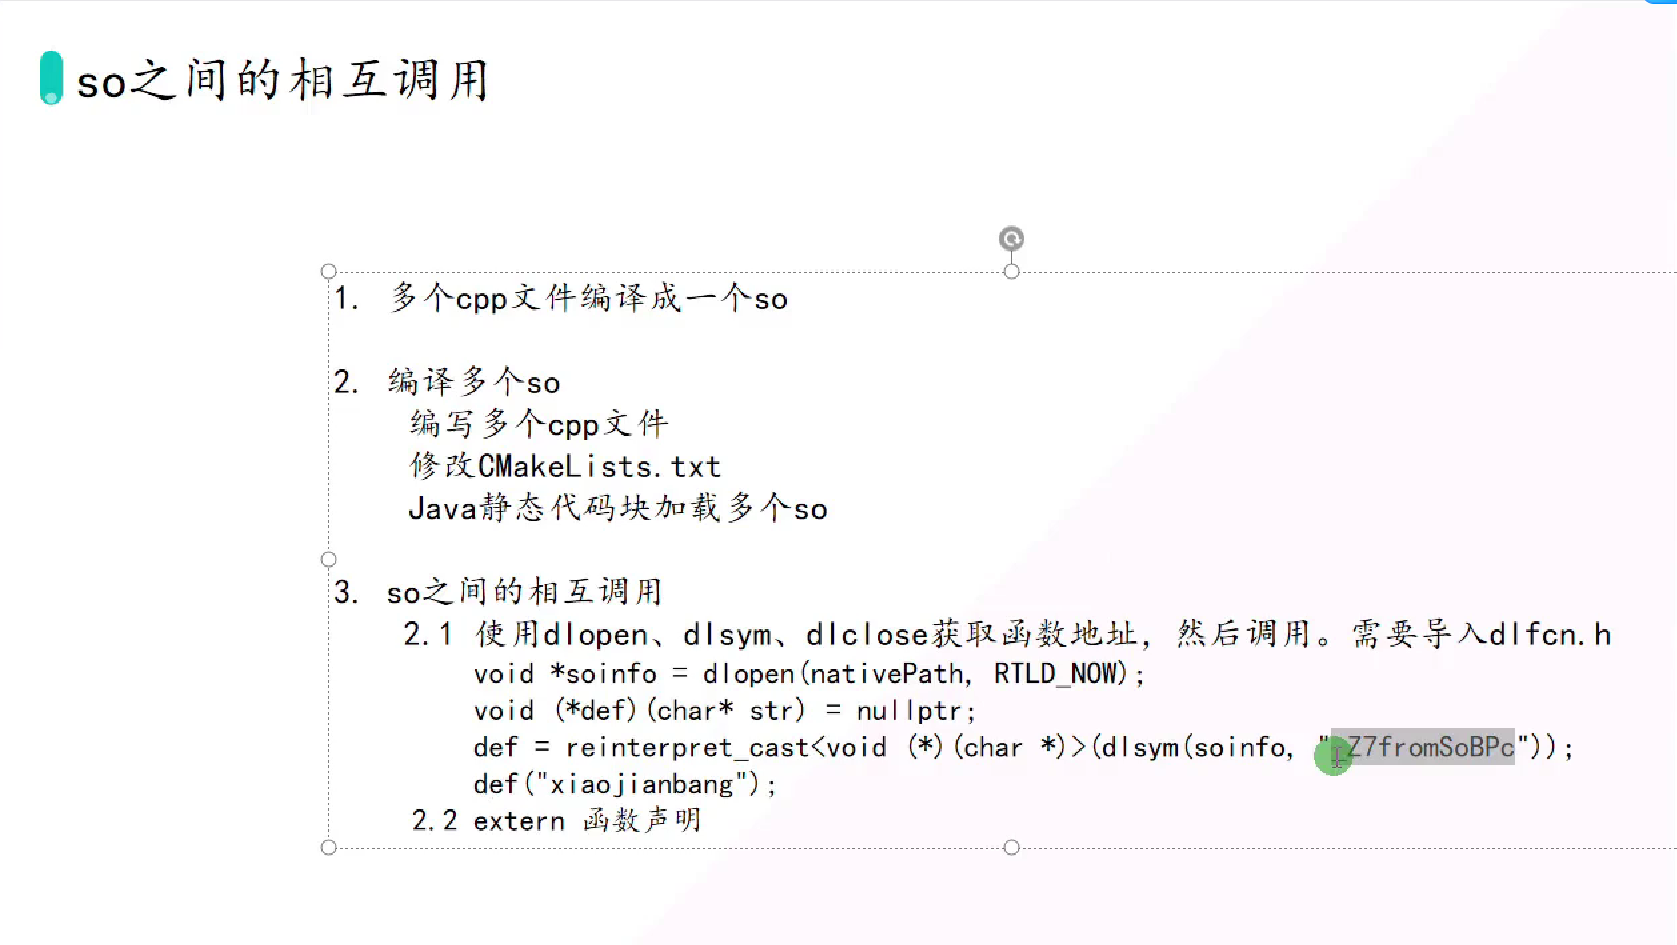 so之间的相互调用
1. 多个cpp文件编译成一个so
2. 编译多个so
编写多个cpp文件
修改CMakeLists.txt
Java静态代码块加载多个so
3. so之间的相互调用
2.1 使用dlopen、dlsym、dlclose获取函数地址，然后调用。需要导入dlfcn.h
void *soinfo = dlopen(nativePath, RTLD_NOW);
void (*def)(char* str) = nullptr;
def = reinterpret_cast<void (*)(char *)>(dlsym(soinfo, "_Z7fromSoBPc"));
def("xiaojianbang");
2.2 extern 函数声明